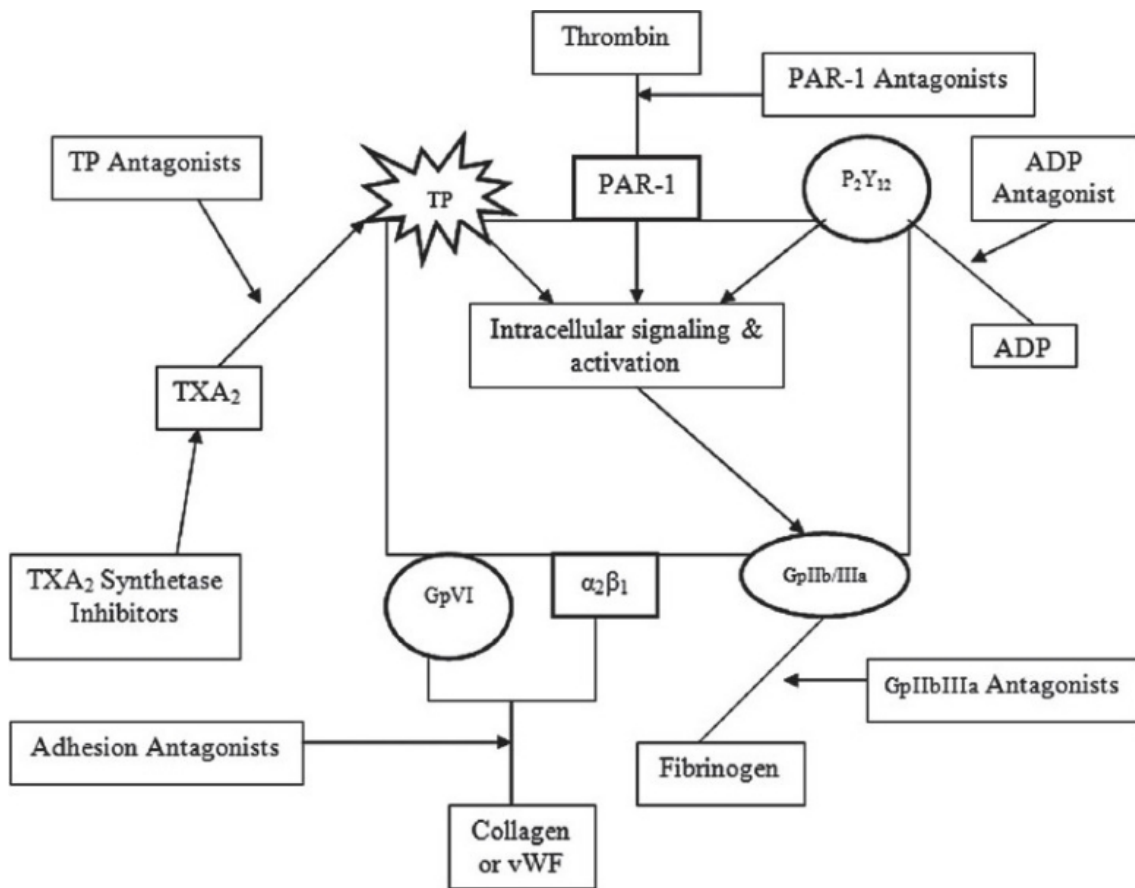 Thrombin
PAR-1 Antagonists
TP Antagonists
TP
PAR-1
P₂Y₁₂
ADP
Antagonist
Intracellular signaling &
activation
ADP
TXA₂
TXA₂ Synthetase
Inhibitors
GpVI
α₂β₁
GpIIb/IIIa
GpIIbIIIa Antagonists
Adhesion Antagonists
Fibrinogen
Collagen
or vWF